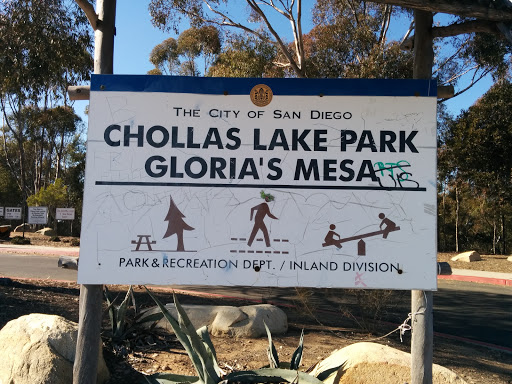 THE CITY OF SAN DIEGO
CHOLLAS LAKE PARK
GLORIA'S MESA
PARK & RECREATION DEPT. / INLAND DIVISION